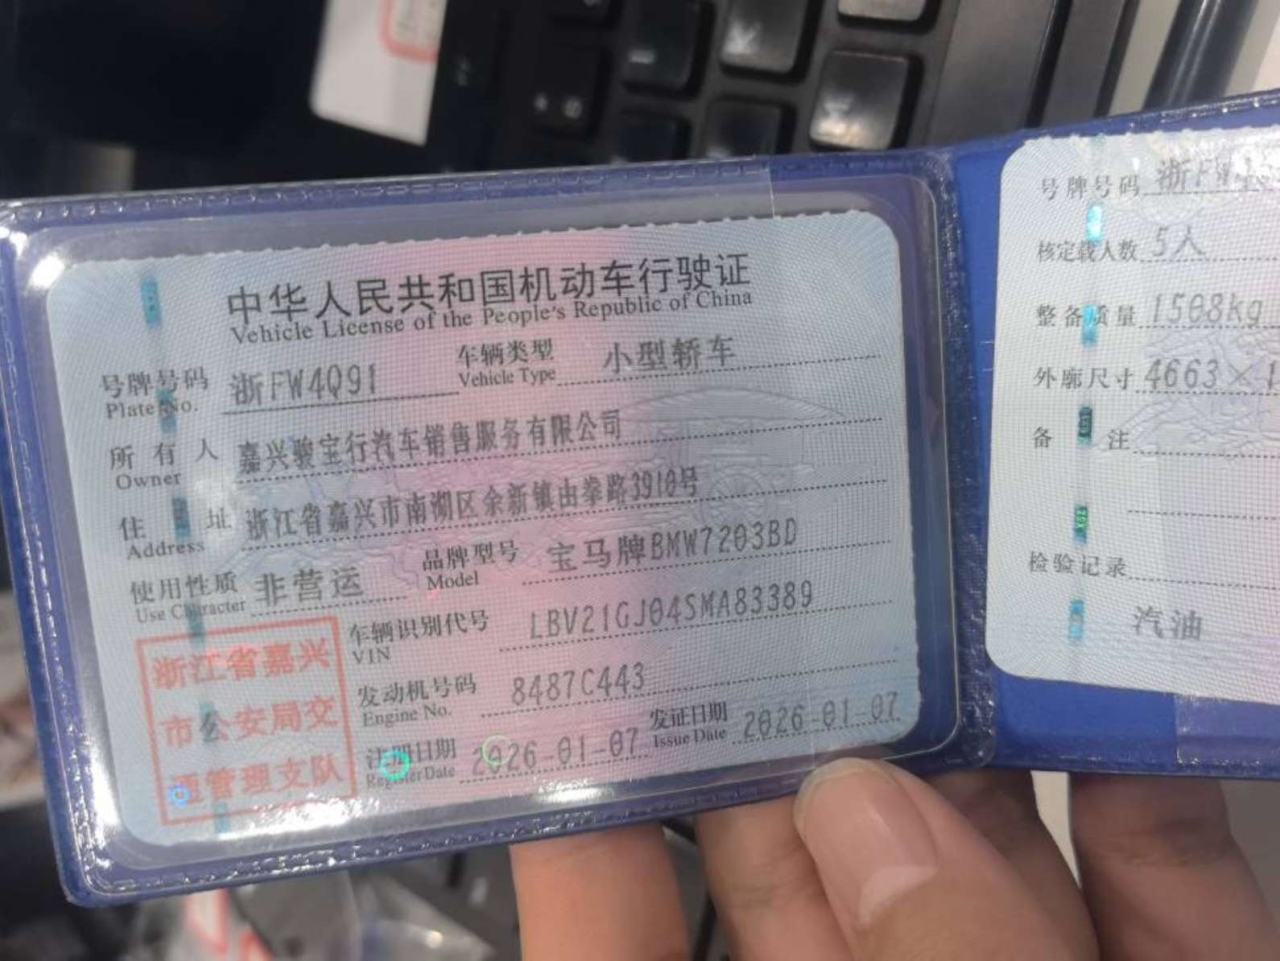 中华人民共和国机动车行驶证
Vehicle License of the People's Republic of China
号牌号码 浙FW4Q91 车辆类型 小型轿车
Plate No. Vehicle Type
所有人 嘉兴骏宝行汽车销售服务有限公司
Owner
住址 浙江省嘉兴市南湖区余新镇由拳路3910号
Address
使用性质 非营运 品牌型号 宝马牌BMW7203BD
Use Character Model
车辆识别代号 LBV21GJ04SMA83389
VIN
发动机号码 8487C443
Engine No.
注册日期 2026-01-07 发证日期 2026-01-07
Register Date Issue Date
浙江省嘉兴
市公安局交
通管理支队
号牌号码 浙FW
核定载人数 5人
整备质量 1508kg
外廓尺寸 4663×1
备注
检验记录
汽油